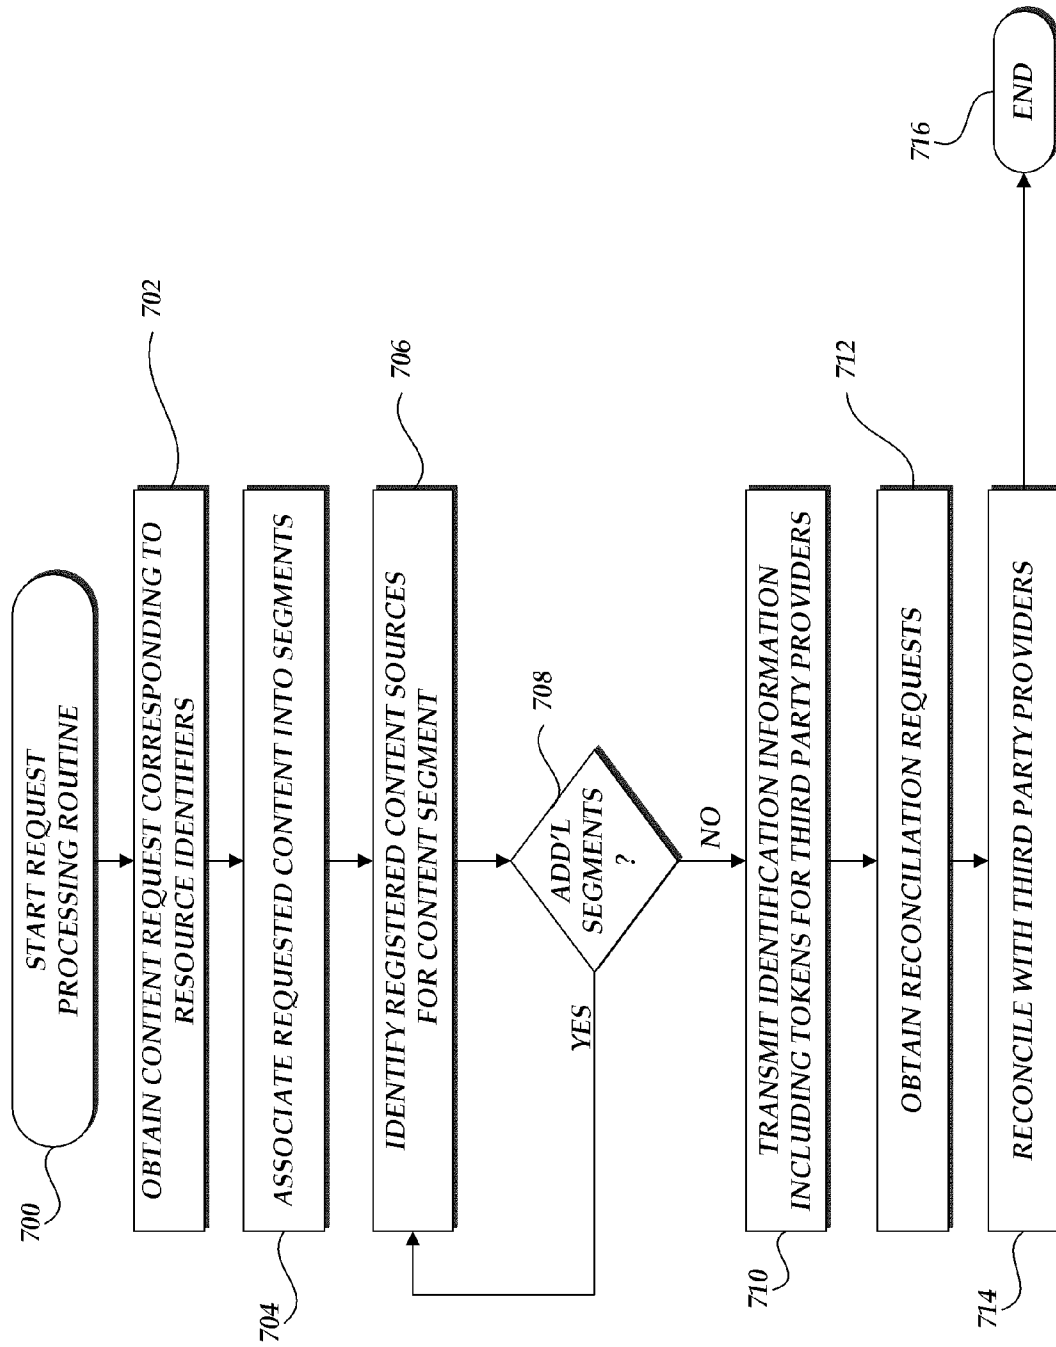 START REQUEST
PROCESSING ROUTINE
700
OBTAIN CONTENT REQUEST CORRESPONDING TO
RESOURCE IDENTIFIERS
702
ASSOCIATE REQUESTED CONTENT INTO SEGMENTS
704
IDENTIFY REGISTERED CONTENT SOURCES
FOR CONTENT SEGMENT
706
ADD'L
SEGMENTS
?
708
YES
NO
TRANSMIT IDENTIFICATION INFORMATION
INCLUDING TOKENS FOR THIRD PARTY PROVIDERS
710
OBTAIN RECONCILIATION REQUESTS
712
RECONCILE WITH THIRD PARTY PROVIDERS
714
END
716